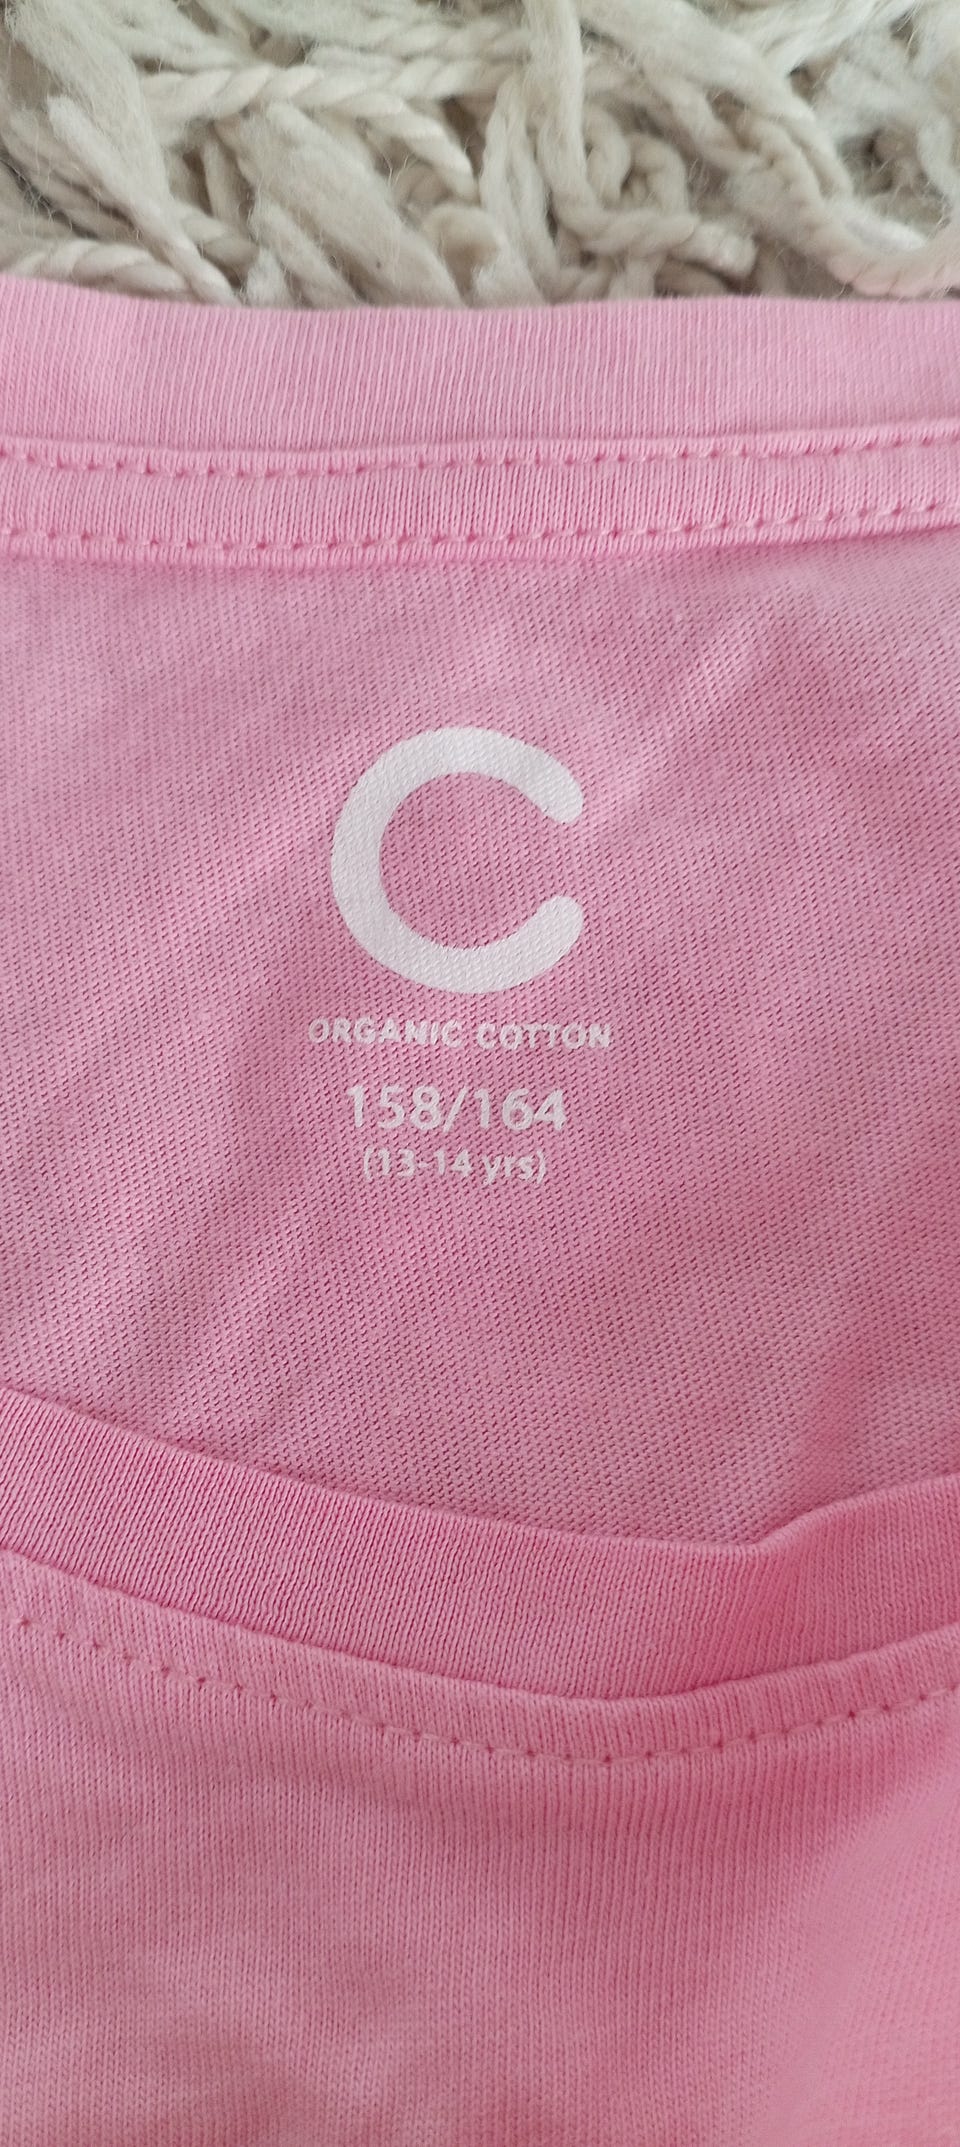 C
ORGANIC COTTON
158/164
(13-14 yrs)